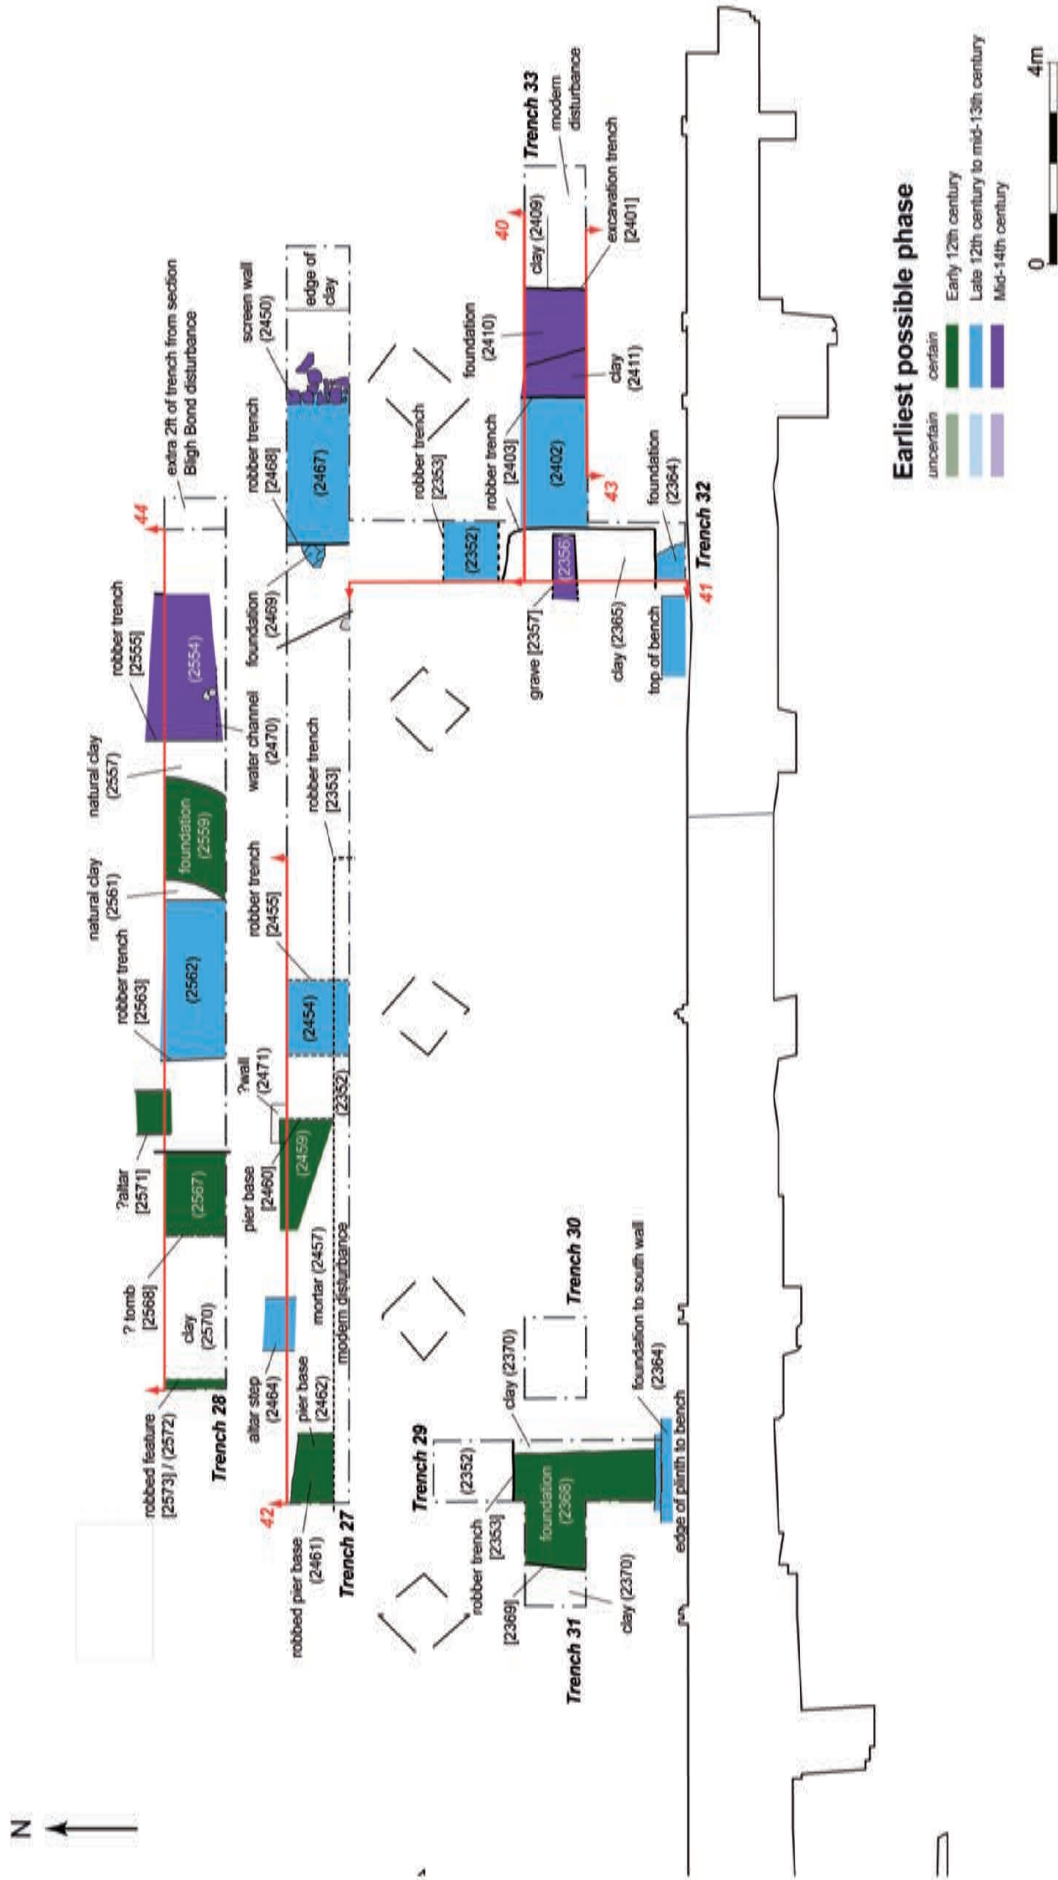 N
44
extra 2ft of trench from section
Bligh Bond disturbance
robber trench
[2555]
(2554)
natural clay
(2557)
foundation
(2559)
natural clay
(2561)
robber trench
[2563]
(2562)
?altar
[2571]
(2567)
? tomb
[2568]
clay
(2570)
robbed feature
[2573] / (2572)
Trench 28
screen wall
(2450)
edge of
clay
robber trench
[2468]
(2467)
foundation
(2469)
water channel
(2470)
robber trench
[2353]
robber trench
[2455]
(2454)
?wall
(2471)
(2352)
pier base
[2460]
(2459)
mortar (2457)
modern disturbance
altar step
(2464)
pier base
(2462)
42
robbed pier base
(2461)
Trench 27
Trench 33
modern
disturbance
40
clay (2409)
excavation trench
[2401]
foundation
(2410)
clay
(2411)
robber trench
[2403]
(2402)
robber trench
[2353]
(2352)
43
foundation
(2364)
Trench 32
41
(2356)
grave [2357]
clay (2365)
top of bench
Trench 30
Trench 29
(2352)
clay (2370)
foundation to south wall
(2364)
edge of plinth to bench
robber trench
[2353]
foundation
(2368)
[2369]
clay (2370)
Trench 31
Earliest possible phase
uncertain certain
Early 12th century
Late 12th century to mid-13th century
Mid-14th century
0 4m